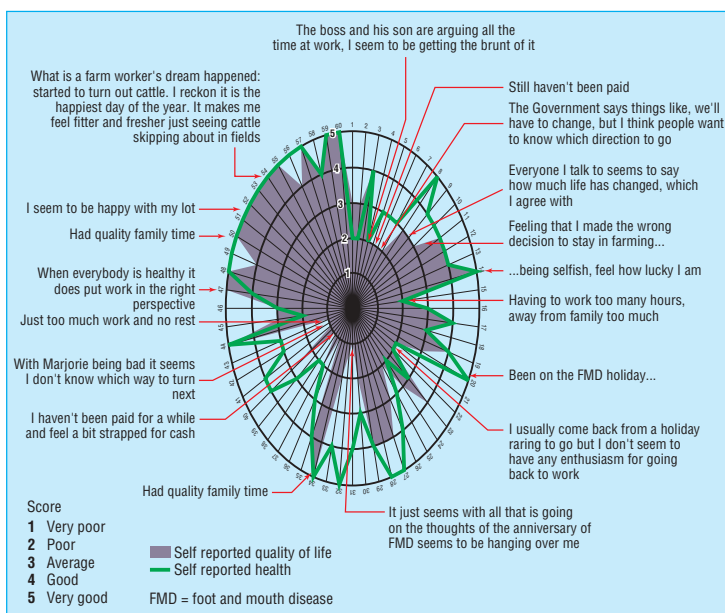 The boss and his son are arguing all the
time at work, I seem to be getting the brunt of it
What is a farm worker's dream happened:
started to turn out cattle. I reckon it is the
happiest day of the year. It makes me
feel fitter and fresher just seeing cattle
skipping about in fields
I seem to be happy with my lot
Had quality family time
When everybody is healthy it
does put work in the right
perspective
Just too much work and no rest
With Marjorie being bad it seems
I don't know which way to turn
next
I haven't been paid for a while
and feel a bit strapped for cash
Had quality family time
Still haven't been paid
The Government says things like, we'll
have to change, but I think people want
to know which direction to go
Everyone I talk to seems to say
how much life has changed, which
I agree with
Feeling that I made the wrong
decision to stay in farming...
...being selfish, feel how lucky I am
Having to work too many hours,
away from family too much
Been on the FMD holiday...
I usually come back from a holiday
raring to go but I don't seem to
have any enthusiasm for going
back to work
It just seems with all that is going
on the thoughts of the anniversary of
FMD seems to be hanging over me
5
4
3
2
1
58 59 60 1 2 3 4
Score
1 Very poor
2 Poor
3 Average
4 Good
5 Very good
Self reported quality of life
Self reported health
FMD = foot and mouth disease